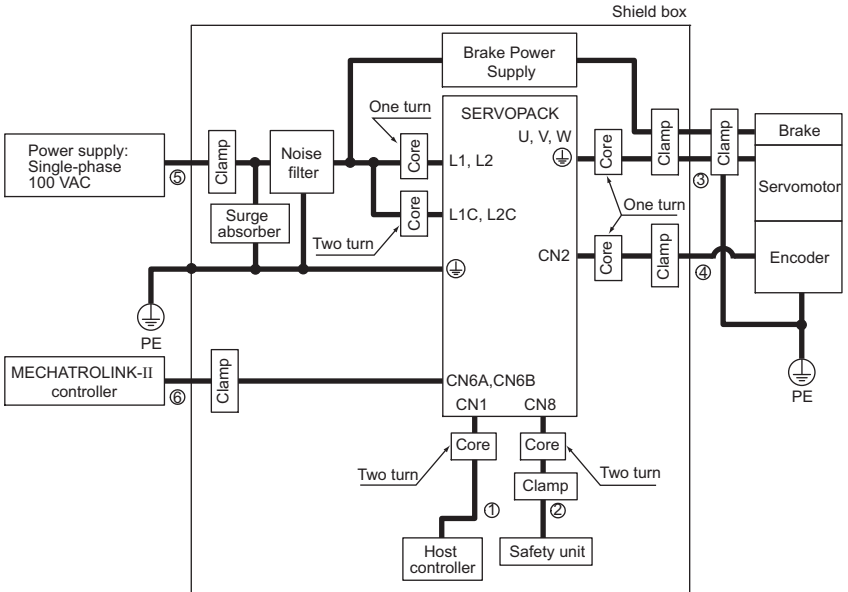 Shield box
Brake Power
Supply
One turn
SERVOPACK
U, V, W
Power supply:
Single-phase
100 VAC
⑤
Clamp
Noise
filter
Core
L1, L2
Core
Clamp
Clamp
Brake
Servomotor
③
Surge
absorber
Core
L1C, L2C
Two turn
One turn
CN2
Core
Clamp
④
Encoder
PE
PE
MECHATROLINK-II
controller
⑥
Clamp
CN6A,CN6B
CN1
CN8
Core
Core
Two turn
Two turn
Clamp
①
②
Host
controller
Safety unit